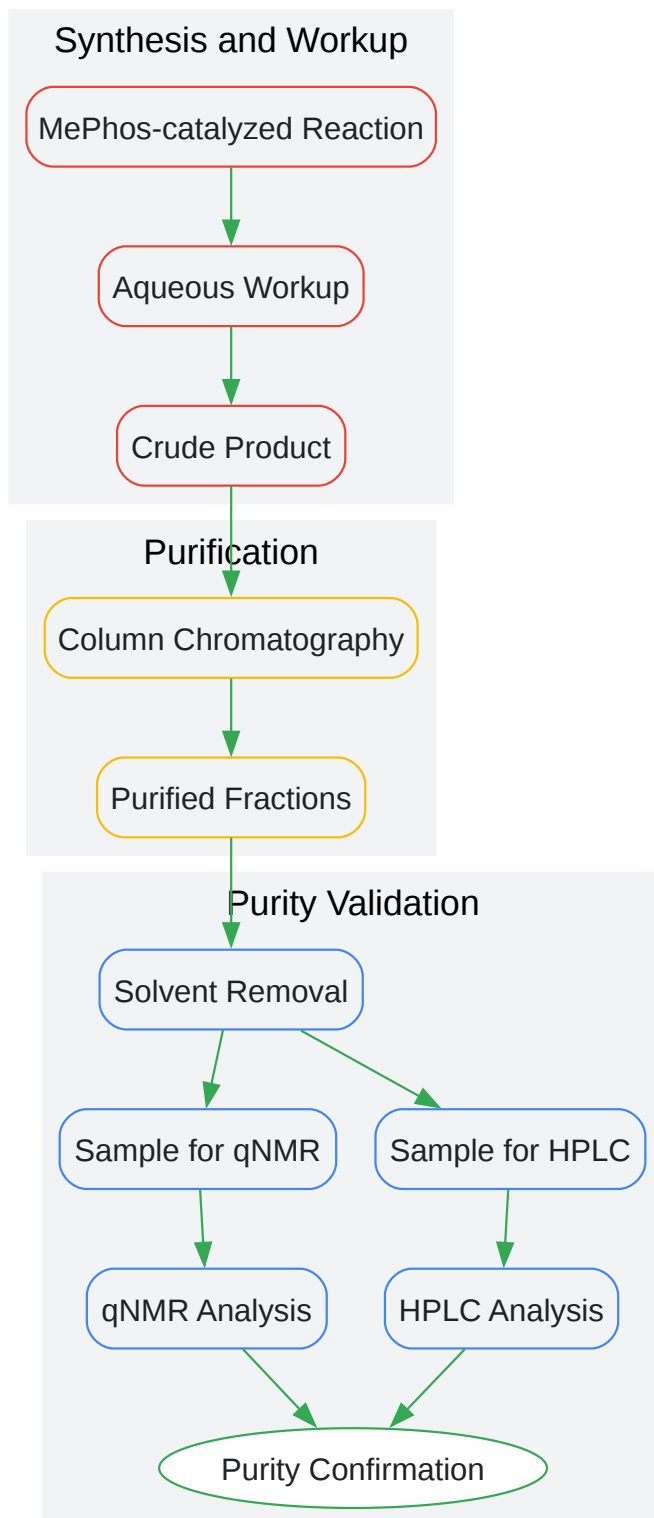 Synthesis and Workup
MePhos-catalyzed Reaction
Aqueous Workup
Crude Product
Purification
Column Chromatography
Purified Fractions
Purity Validation
Solvent Removal
Sample for qNMR
Sample for HPLC
qNMR Analysis
HPLC Analysis
Purity Confirmation